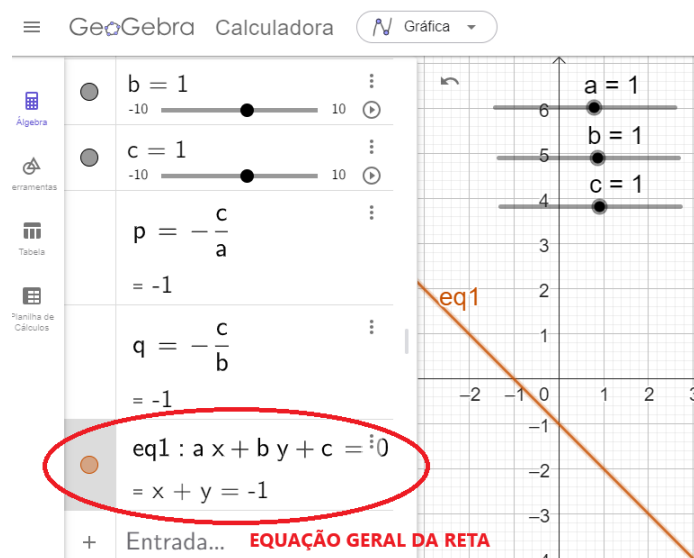 GeoGebra Calculadora
Gráfica
Álgebra
erramentas
Tabela
Planilha de
Cálculos
b = 1
-10 10
c = 1
-10 10
p = − c/a
= -1
q = − c/b
= -1
eq1 : a x + b y + c = 0
= x + y = -1
+ Entrada...
EQUAÇÃO GERAL DA RETA
a = 1
b = 1
c = 1
eq1
6
5
4
3
2
1
−2 −1 0 1 2 3
−1
−2
−3